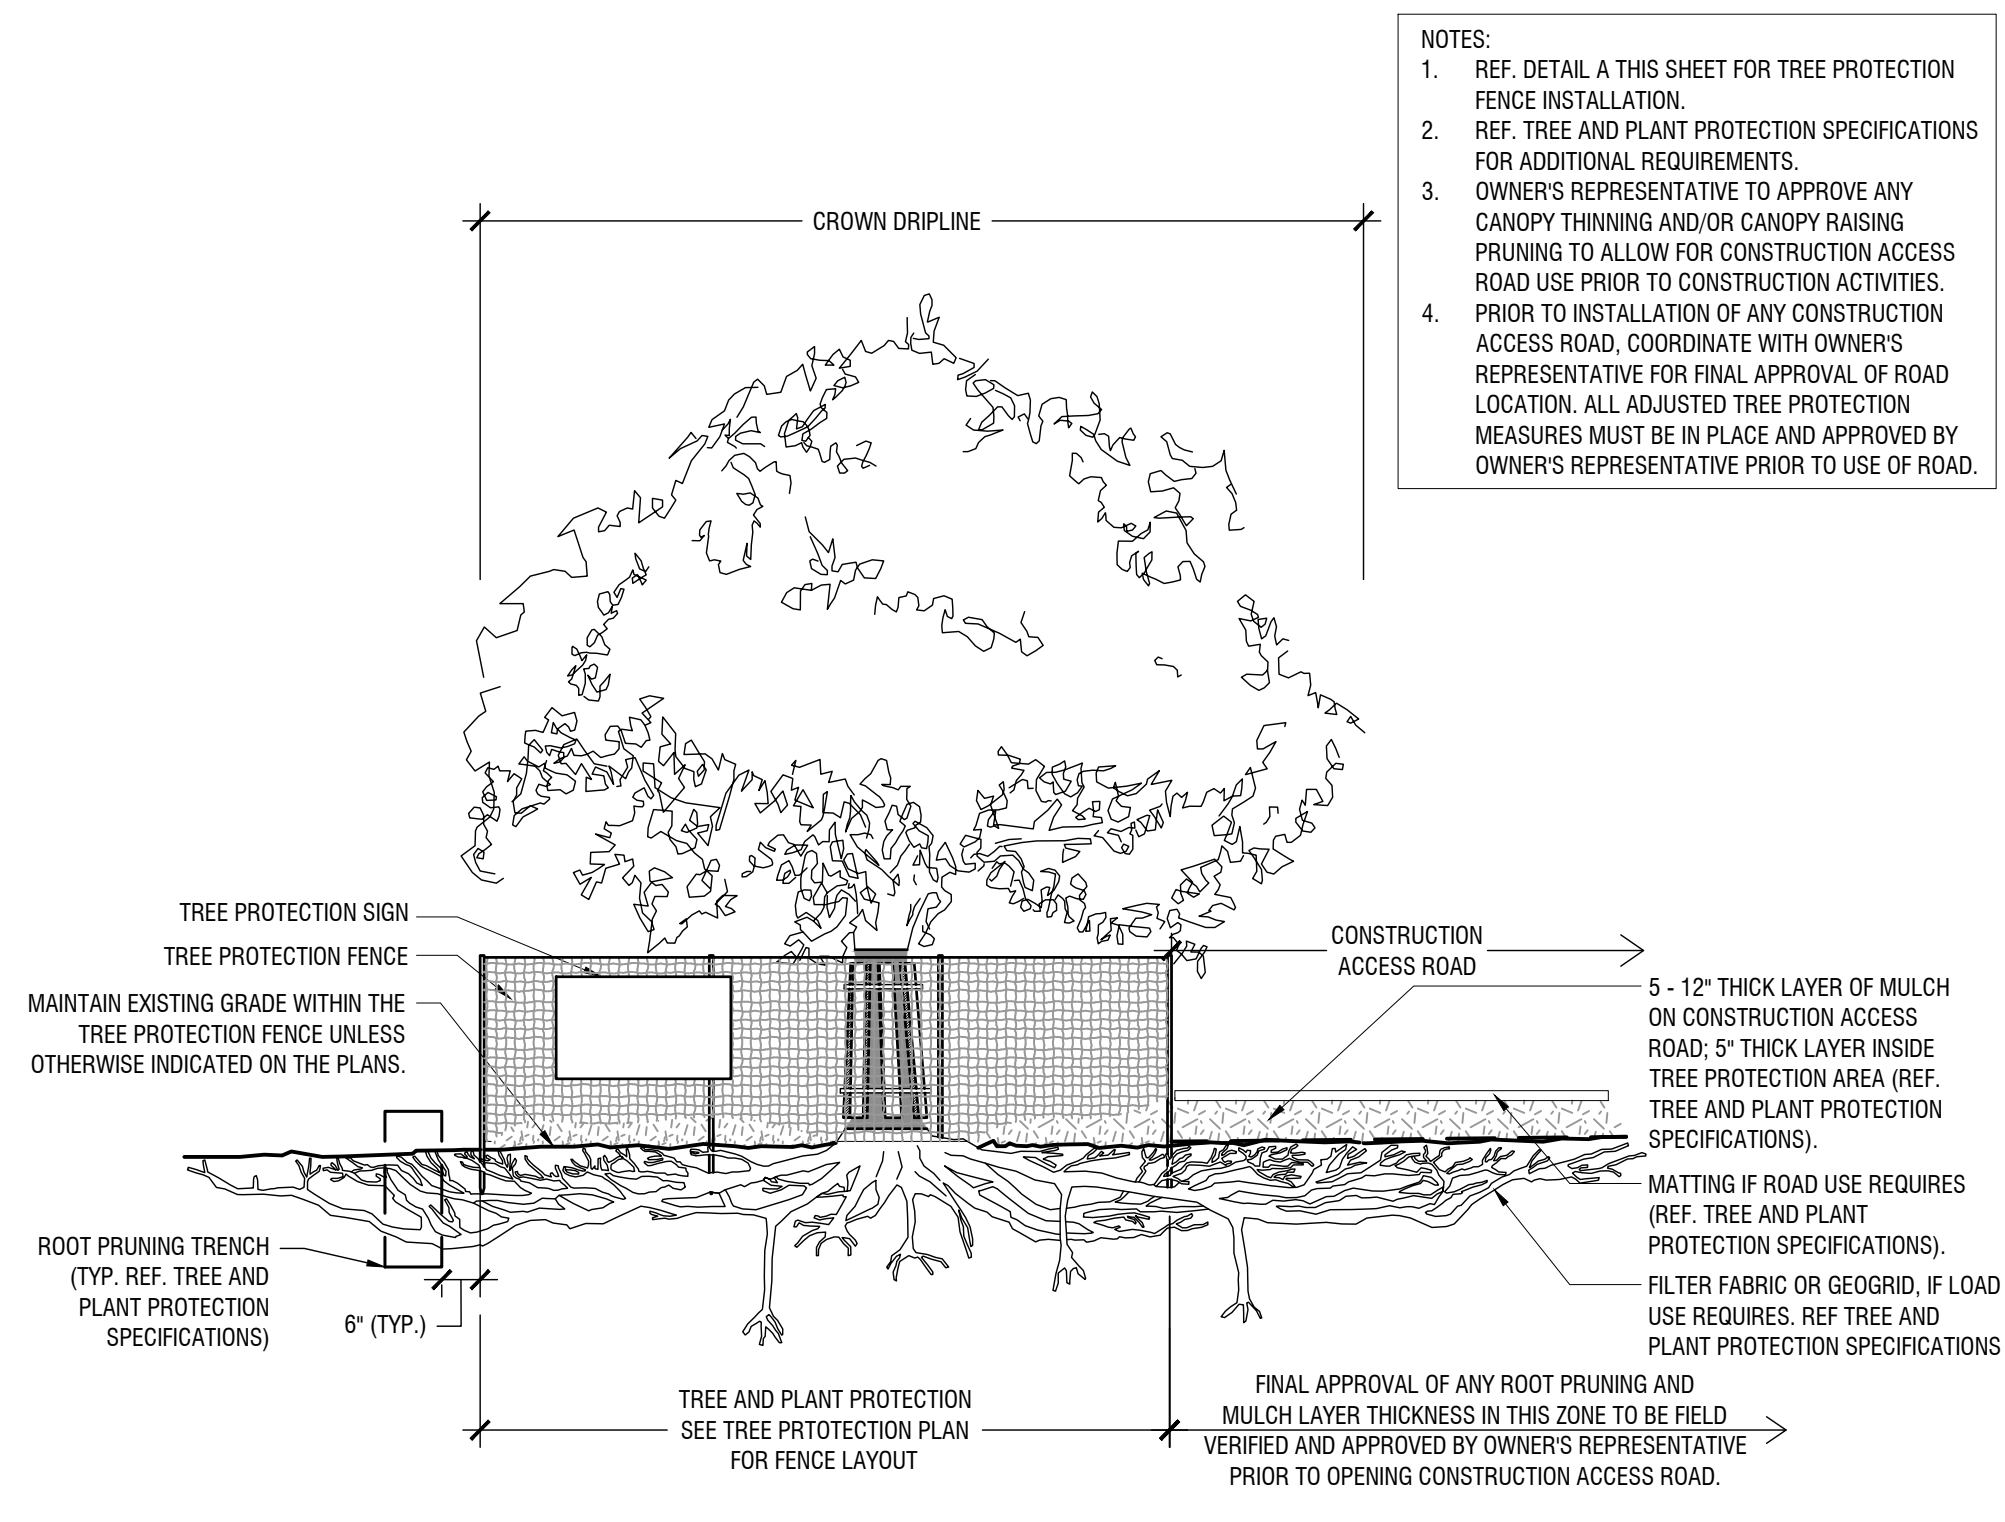 NOTES:
1. REF. DETAIL A THIS SHEET FOR TREE PROTECTION
FENCE INSTALLATION.
2. REF. TREE AND PLANT PROTECTION SPECIFICATIONS
FOR ADDITIONAL REQUIREMENTS.
3. OWNER'S REPRESENTATIVE TO APPROVE ANY
CANOPY THINNING AND/OR CANOPY RAISING
PRUNING TO ALLOW FOR CONSTRUCTION ACCESS
ROAD USE PRIOR TO CONSTRUCTION ACTIVITIES.
4. PRIOR TO INSTALLATION OF ANY CONSTRUCTION
ACCESS ROAD, COORDINATE WITH OWNER'S
REPRESENTATIVE FOR FINAL APPROVAL OF ROAD
LOCATION. ALL ADJUSTED TREE PROTECTION
MEASURES MUST BE IN PLACE AND APPROVED BY
OWNER'S REPRESENTATIVE PRIOR TO USE OF ROAD.
CROWN DRIPLINE
TREE PROTECTION SIGN
TREE PROTECTION FENCE
MAINTAIN EXISTING GRADE WITHIN THE
TREE PROTECTION FENCE UNLESS
OTHERWISE INDICATED ON THE PLANS.
ROOT PRUNING TRENCH
(TYP. REF. TREE AND
PLANT PROTECTION
SPECIFICATIONS)
6" (TYP.)
CONSTRUCTION
ACCESS ROAD
5 - 12" THICK LAYER OF MULCH
ON CONSTRUCTION ACCESS
ROAD; 5" THICK LAYER INSIDE
TREE PROTECTION AREA (REF.
TREE AND PLANT PROTECTION
SPECIFICATIONS).
MATTING IF ROAD USE REQUIRES
(REF. TREE AND PLANT
PROTECTION SPECIFICATIONS).
FILTER FABRIC OR GEOGRID, IF LOAD
USE REQUIRES. REF TREE AND
PLANT PROTECTION SPECIFICATIONS
TREE AND PLANT PROTECTION
SEE TREE PRTOTECTION PLAN
FOR FENCE LAYOUT
FINAL APPROVAL OF ANY ROOT PRUNING AND
MULCH LAYER THICKNESS IN THIS ZONE TO BE FIELD
VERIFIED AND APPROVED BY OWNER'S REPRESENTATIVE
PRIOR TO OPENING CONSTRUCTION ACCESS ROAD.